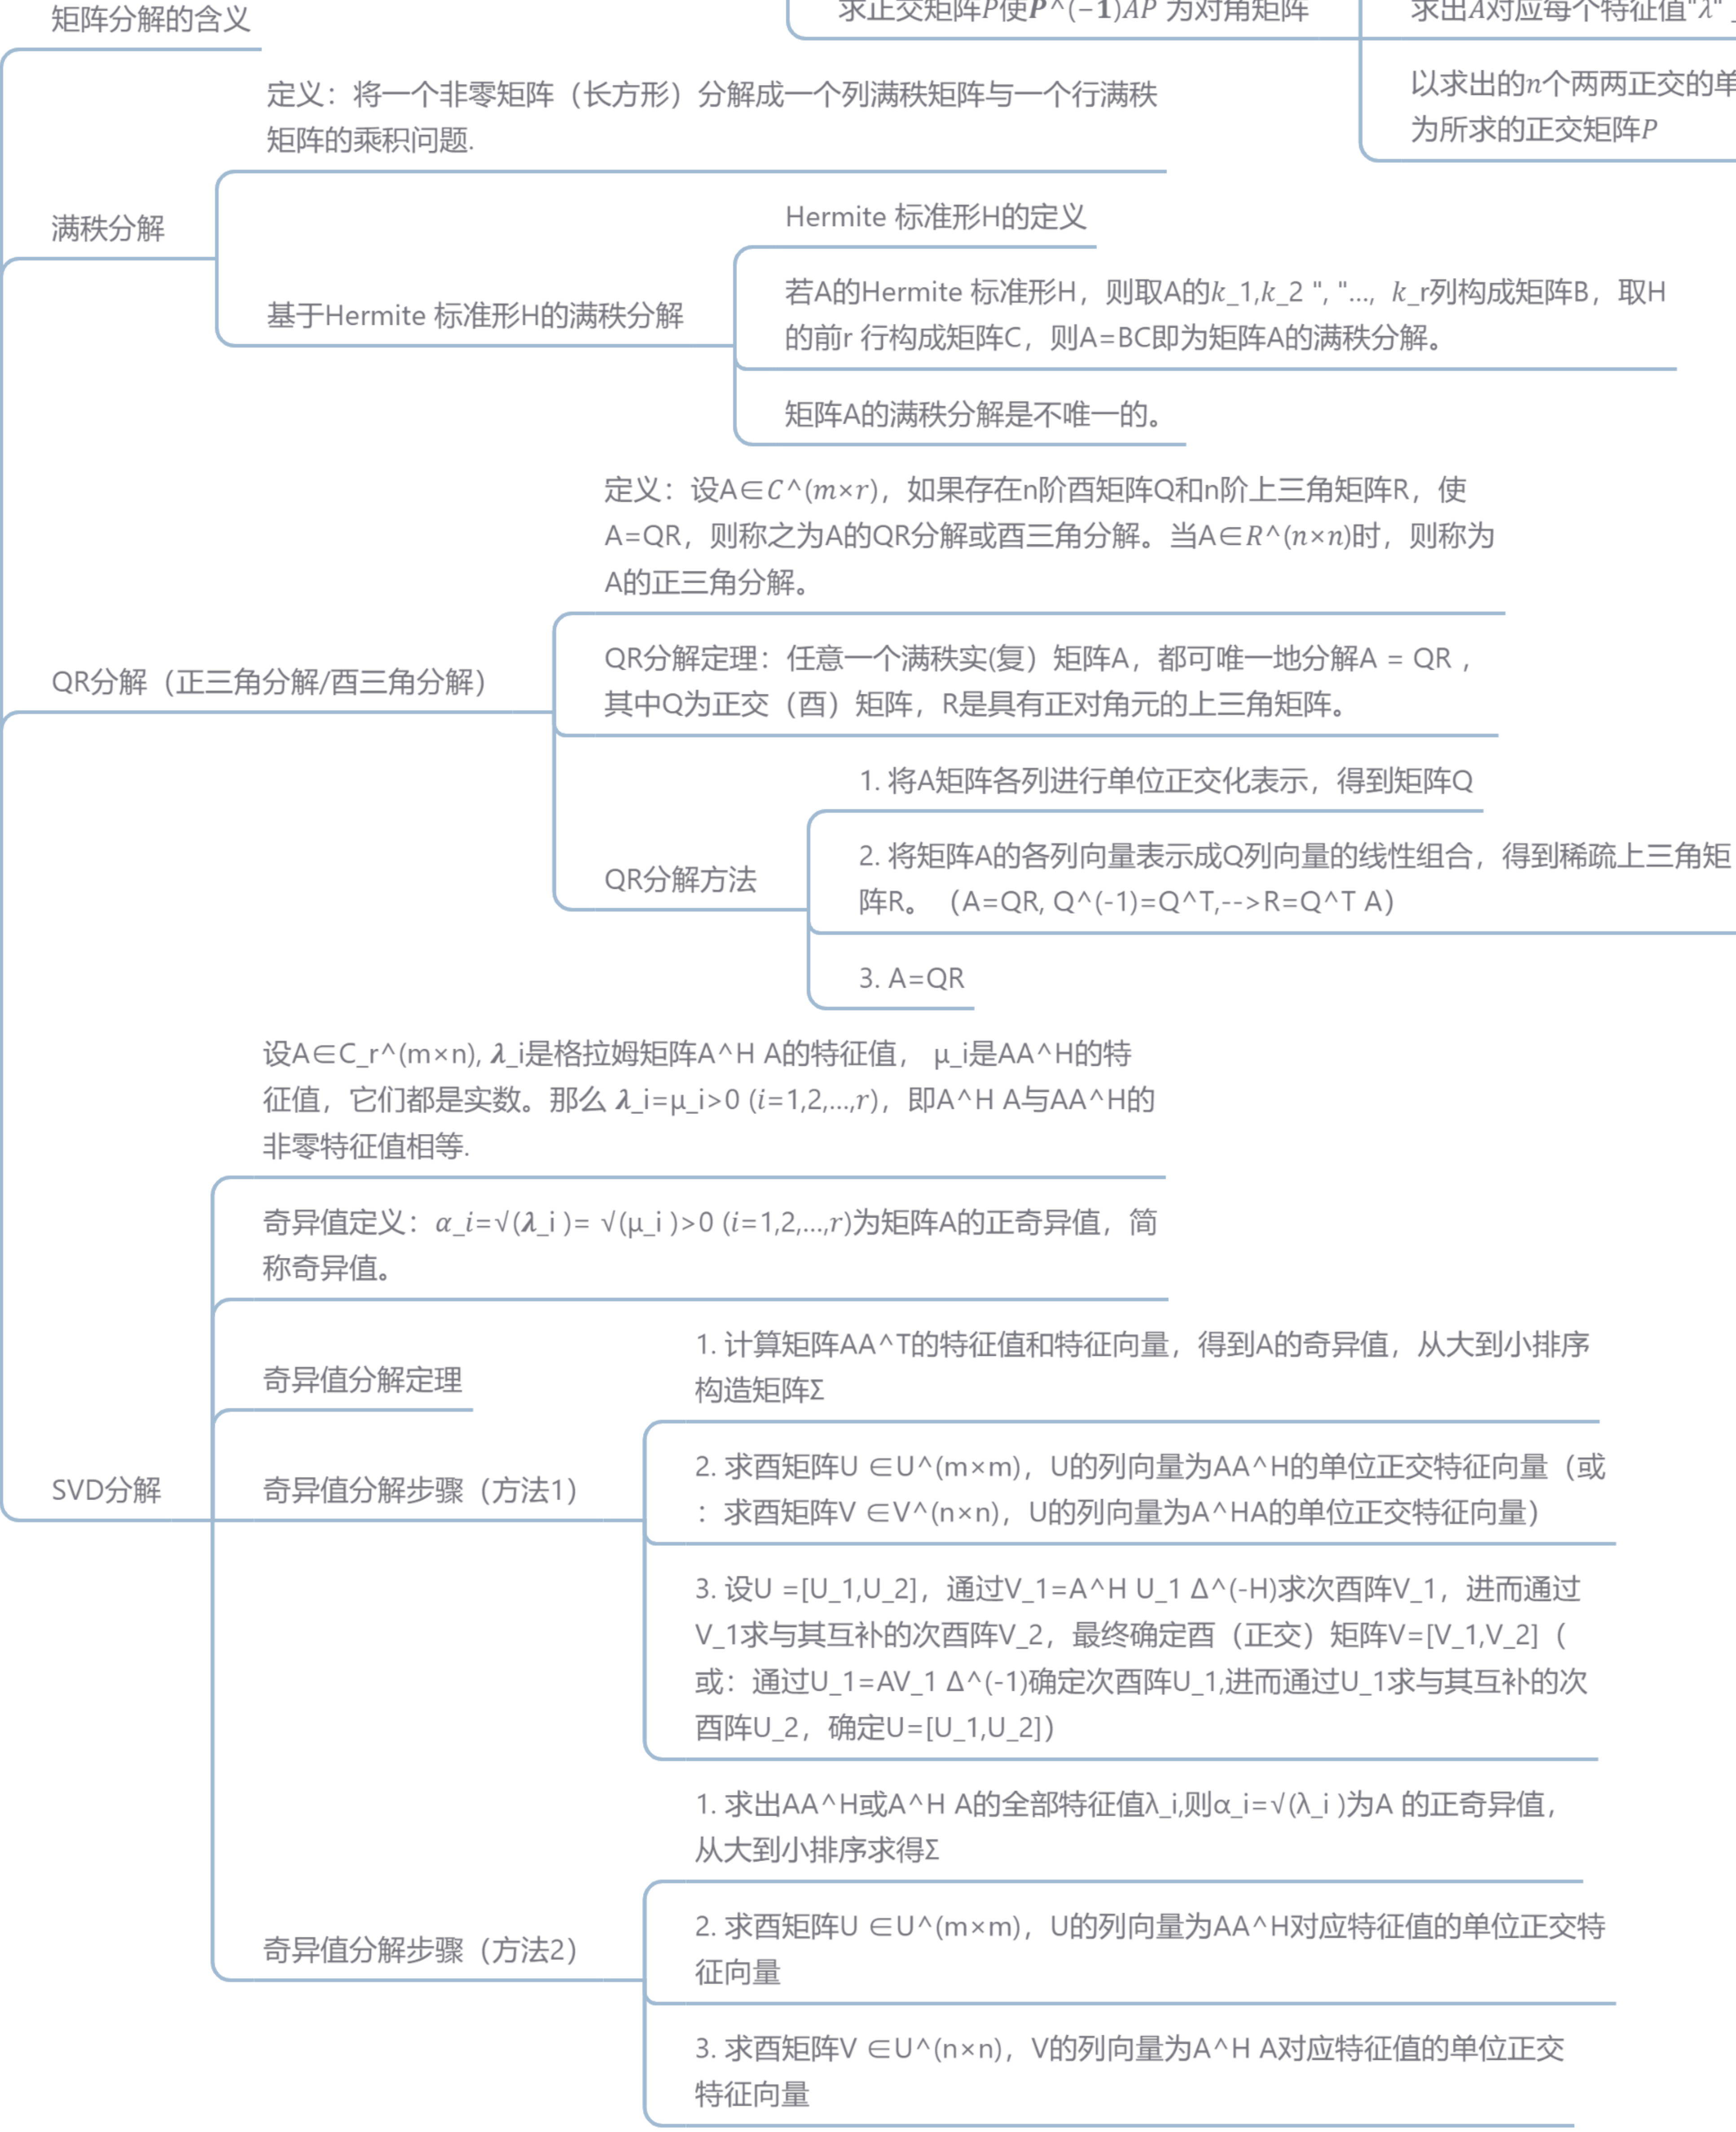 矩阵分解的含义
求正交矩阵P使P^(−1)AP 为对角矩阵
求出A对应每个特征值"λ"
以求出的n个两两正交的单
为所求的正交矩阵P
定义：将一个非零矩阵（长方形）分解成一个列满秩矩阵与一个行满秩
矩阵的乘积问题.
满秩分解
Hermite 标准形H的定义
基于Hermite 标准形H的满秩分解
若A的Hermite 标准形H，则取A的k_1,k_2 ", "…, k_r列构成矩阵B，取H
的前r 行构成矩阵C，则A=BC即为矩阵A的满秩分解。
矩阵A的满秩分解是不唯一的。
定义：设A∈C^(m×r)，如果存在n阶酉矩阵Q和n阶上三角矩阵R，使
A=QR，则称之为A的QR分解或酉三角分解。当A∈R^(n×n)时，则称为
A的正三角分解。
QR分解（正三角分解/酉三角分解）
QR分解定理：任意一个满秩实(复）矩阵A，都可唯一地分解A = QR ，
其中Q为正交（酉）矩阵，R是具有正对角元的上三角矩阵。
QR分解方法
1. 将A矩阵各列进行单位正交化表示，得到矩阵Q
2. 将矩阵A的各列向量表示成Q列向量的线性组合，得到稀疏上三角矩
阵R。（A=QR, Q^(-1)=Q^T,-->R=Q^T A）
3. A=QR
设A∈C_r^(m×n), λ_i是格拉姆矩阵A^H A的特征值， μ_i是AA^H的特
征值，它们都是实数。那么 λ_i=μ_i>0 (i=1,2,…,r)，即A^H A与AA^H的
非零特征值相等.
奇异值定义：α_i=√(λ_i )= √(μ_i )>0 (i=1,2,…,r)为矩阵A的正奇异值，简
称奇异值。
奇异值分解定理
SVD分解
奇异值分解步骤（方法1）
1. 计算矩阵AA^T的特征值和特征向量，得到A的奇异值，从大到小排序
构造矩阵Σ
2. 求酉矩阵U ∈U^(m×m)，U的列向量为AA^H的单位正交特征向量（或
：求酉矩阵V ∈V^(n×n)，U的列向量为A^HA的单位正交特征向量）
3. 设U =[U_1,U_2]，通过V_1=A^H U_1 Δ^(-H)求次酉阵V_1，进而通过
V_1求与其互补的次酉阵V_2，最终确定酉（正交）矩阵V=[V_1,V_2]（
或：通过U_1=AV_1 Δ^(-1)确定次酉阵U_1,进而通过U_1求与其互补的次
酉阵U_2，确定U=[U_1,U_2]）
奇异值分解步骤（方法2）
1. 求出AA^H或A^H A的全部特征值λ_i,则α_i=√(λ_i )为A 的正奇异值，
从大到小排序求得Σ
2. 求酉矩阵U ∈U^(m×m)，U的列向量为AA^H对应特征值的单位正交特
征向量
3. 求酉矩阵V ∈U^(n×n)，V的列向量为A^H A对应特征值的单位正交
特征向量